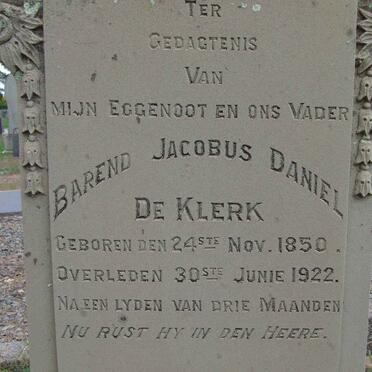 TER
GEDAGTENIS
VAN
MIJN EGGENOOT EN ONS VADER
BAREND JACOBUS DANIEL
DE KLERK
GEBOREN DEN 24STE NOV. 1850.
OVERLEDEN 30STE JUNIE 1922.
NA EEN LYDEN VAN DRIE MAANDEN
NU RUST HY IN DEN HEERE.